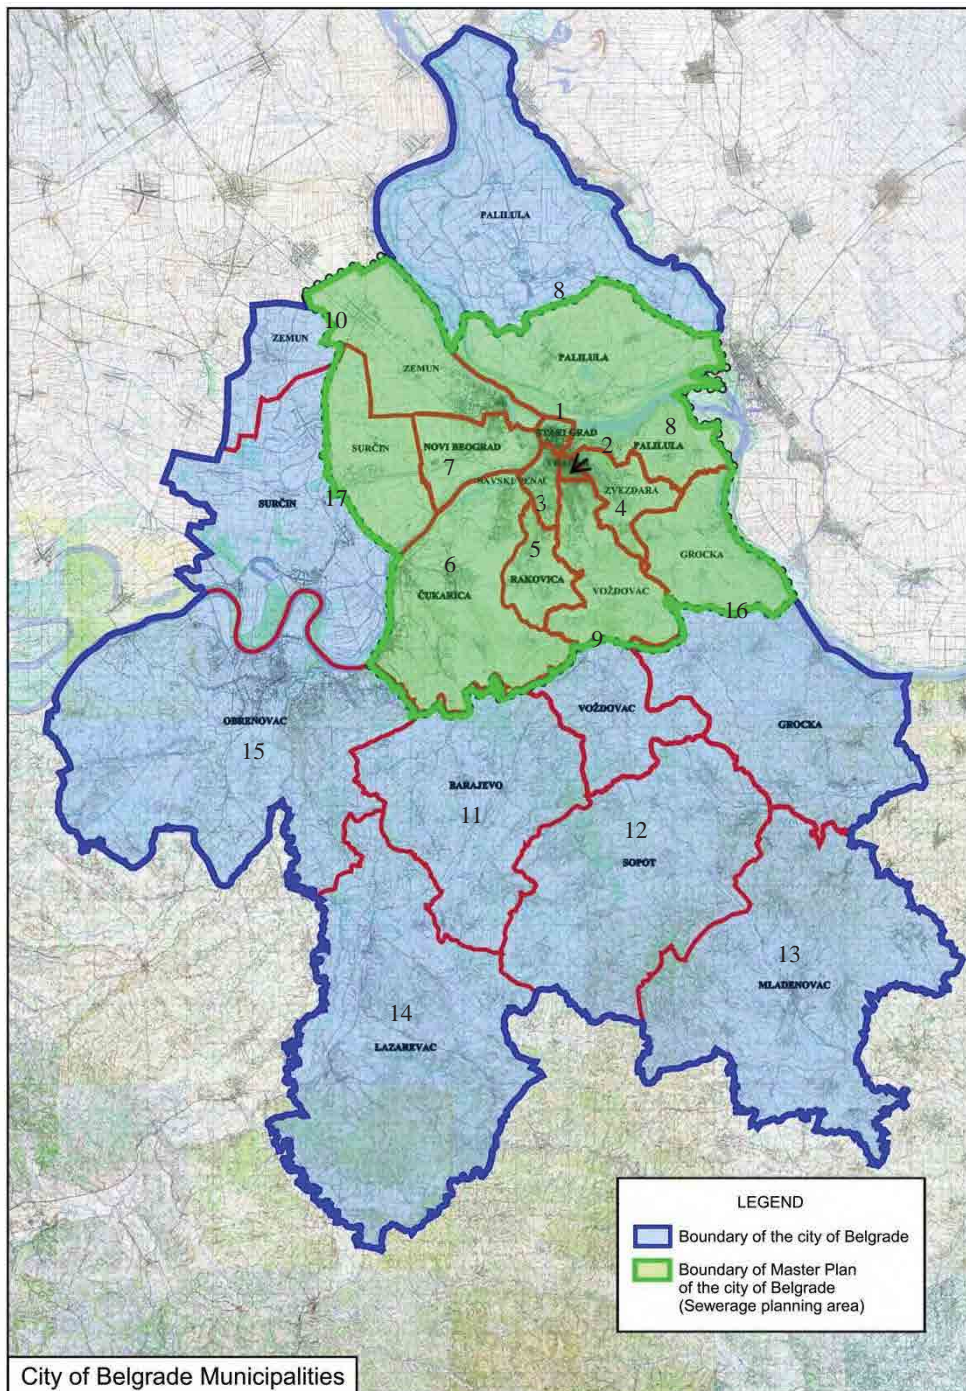 PALILULA
8
10
ZEMUN
PALILULA
ZEMUN
1
STARI GRAD
8
2
PALILULA
SURČIN
NOVI BEOGRAD
7
SAVSKI VENAC
ZVEZDARA
17
SURČIN
3
4
5
6
GROCKA
RAKOVICA
ČUKARICA
VOŽDOVAC
16
9
VOŽDOVAC
OBRENOVAC
GROCKA
15
BARAJEVO
11
12
SOPOT
13
MLADENOVAC
14
LAZAREVAC
LEGEND
Boundary of the city of Belgrade
Boundary of Master Plan
of the city of Belgrade
(Sewerage planning area)
City of Belgrade Municipalities